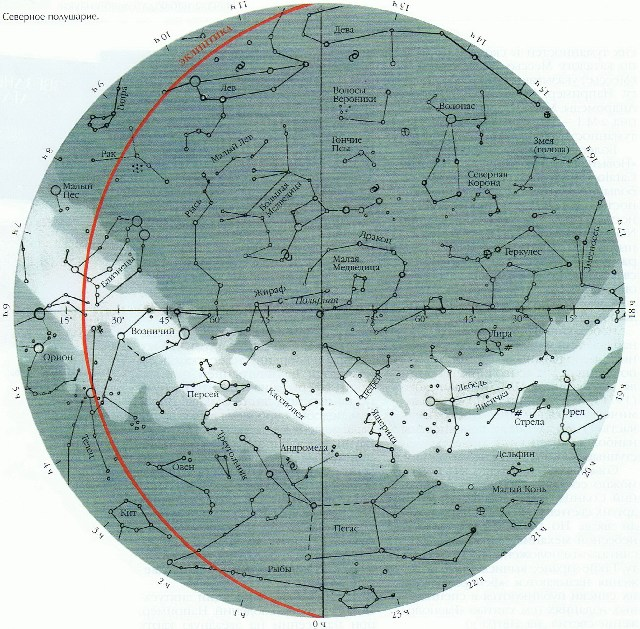 Северное полушарие.
11 ч
13 ч
Дева
10 ч
ЭКЛИПТИКА
14 ч
9 ч
Гидра
Лев
Волосы
Вероники
Волопас
15 ч
8 ч
Рак
Малый Лев
Гончие
Псы
Змея
(голова)
16 ч
Малый
Пес
Рысь
Большая
Медведица
Северная
Корона
7 ч
Дракон
Геркулес
Змееносец
17 ч
Близнецы
Малая
Медведица
Жираф
Полярная
6 ч
15°
30°
45°
60°
75°
60°
45°
15°
18 ч
Возничий
Лира
Орион
5 ч
Персей
Кассиопея
Цефей
Лебедь
Лисичка
19 ч
Ящерица
Стрела
Орел
Телец
Треугольник
Андромеда
4 ч
Овен
Дельфин
20 ч
Малый Конь
Кит
3 ч
Пегас
21 ч
2 ч
Рыбы
22 ч
1 ч
23 ч
0 ч